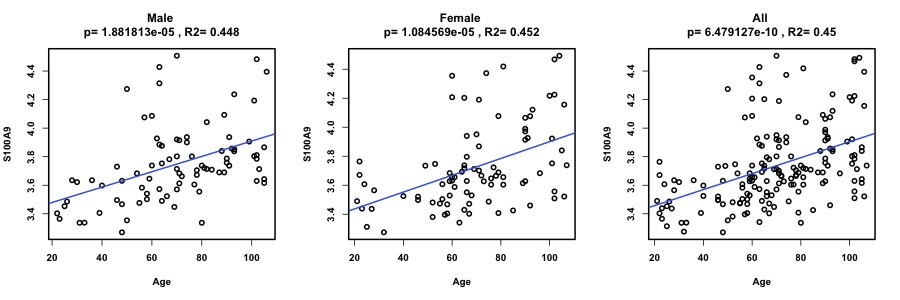 Male
p= 1.881813e-05 , R2= 0.448
S100A9
4.4
4.2
4.0
3.8
3.6
3.4
20 40 60 80 100
Age
Female
p= 1.084569e-05 , R2= 0.452
S100A9
4.4
4.2
4.0
3.8
3.6
3.4
20 40 60 80 100
Age
All
p= 6.479127e-10 , R2= 0.45
S100A9
4.4
4.2
4.0
3.8
3.6
3.4
20 40 60 80 100
Age